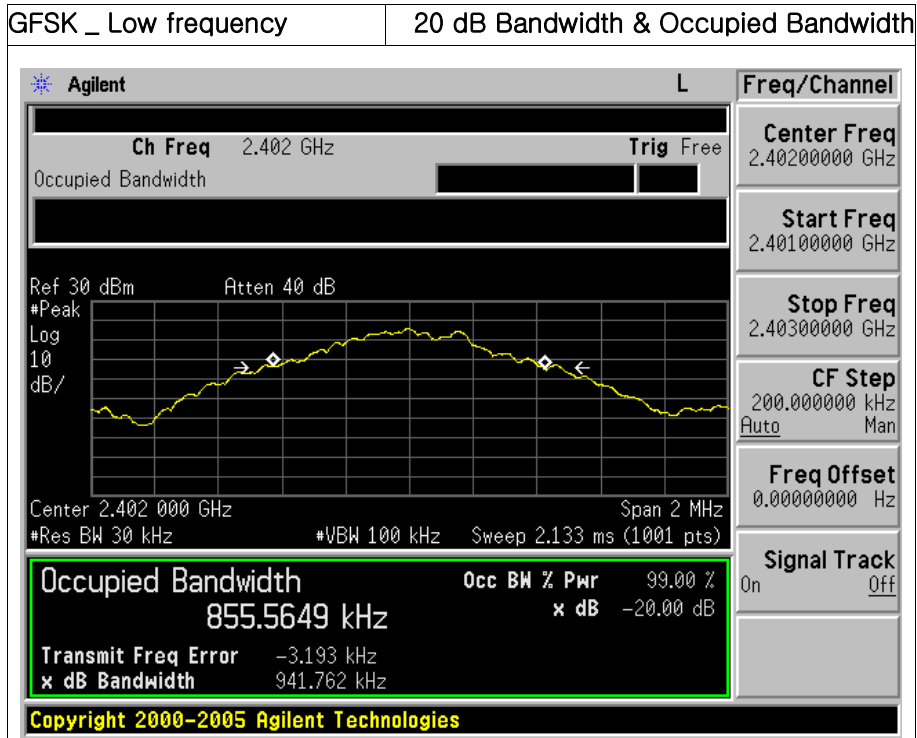 GFSK _ Low frequency
20 dB Bandwidth & Occupied Bandwidth
Agilent
L
Freq/Channel
Ch Freq 2.402 GHz
Trig Free
Occupied Bandwidth
Center Freq
2.40200000 GHz
Start Freq
2.40100000 GHz
Stop Freq
2.40300000 GHz
CF Step
200.000000 kHz
Auto Man
Freq Offset
0.00000000 Hz
Signal Track
On Off
Ref 30 dBm Atten 40 dB
#Peak
Log
10
dB/
Center 2.402 000 GHz Span 2 MHz
#Res BW 30 kHz #VBW 100 kHz Sweep 2.133 ms (1001 pts)
Occupied Bandwidth
855.5649 kHz
Occ BW % Pwr 99.00 %
x dB -20.00 dB
Transmit Freq Error -3.193 kHz
x dB Bandwidth 941.762 kHz
Copyright 2000-2005 Agilent Technologies